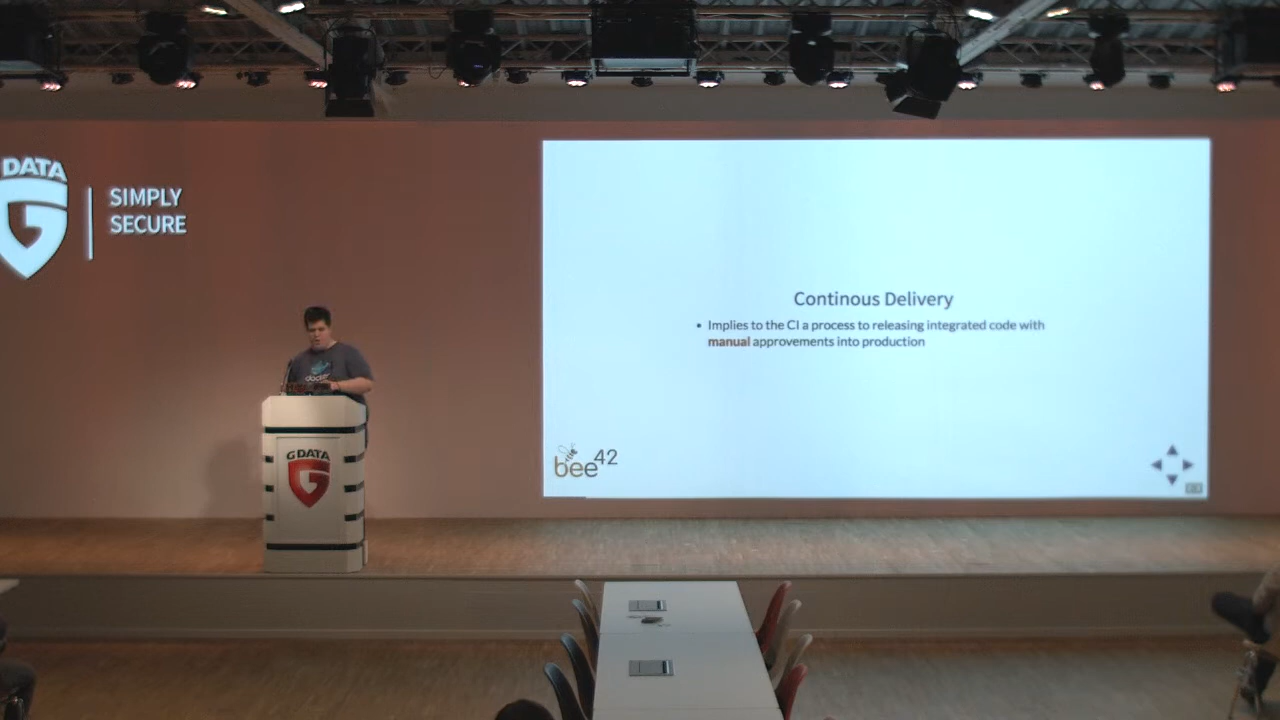 DATA
SIMPLY
SECURE
Continous Delivery
• Implies to the CI a process to releasing integrated code with
manual approvements into production
bee42
docker
G DATA